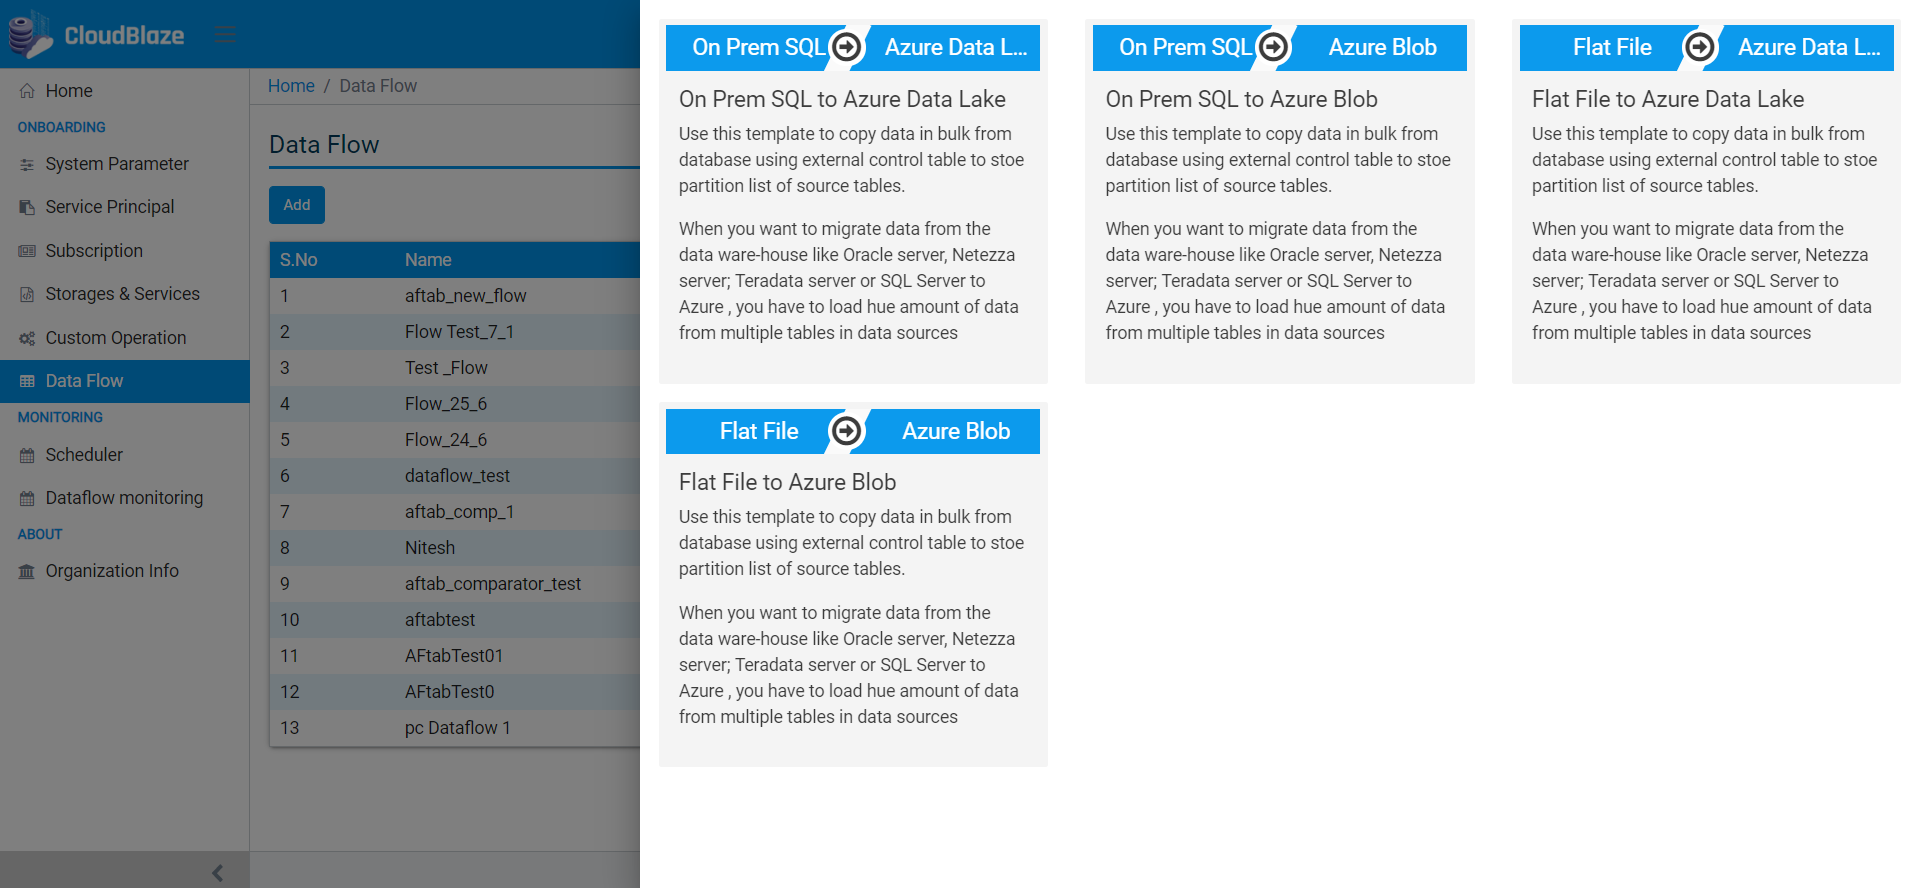 CloudBlaze
Home
ONBOARDING
System Parameter
Service Principal
Subscription
Storages & Services
Custom Operation
Data Flow
MONITORING
Scheduler
Dataflow monitoring
ABOUT
Organization Info
Home / Data Flow
Data Flow
Add
S.No Name
1 aftab_new_flow
2 Flow Test_7_1
3 Test _Flow
4 Flow_25_6
5 Flow_24_6
6 dataflow_test
7 aftab_comp_1
8 Nitesh
9 aftab_comparator_test
10 aftabtest
11 AFtabTest01
12 AFtabTest0
13 pc Dataflow 1
On Prem SQL Azure Data L...
On Prem SQL to Azure Data Lake
Use this template to copy data in bulk from
database using external control table to stoe
partition list of source tables.
When you want to migrate data from the
data ware-house like Oracle server, Netezza
server; Teradata server or SQL Server to
Azure , you have to load hue amount of data
from multiple tables in data sources
On Prem SQL Azure Blob
On Prem SQL to Azure Blob
Use this template to copy data in bulk from
database using external control table to stoe
partition list of source tables.
When you want to migrate data from the
data ware-house like Oracle server, Netezza
server; Teradata server or SQL Server to
Azure , you have to load hue amount of data
from multiple tables in data sources
Flat File Azure Data L...
Flat File to Azure Data Lake
Use this template to copy data in bulk from
database using external control table to stoe
partition list of source tables.
When you want to migrate data from the
data ware-house like Oracle server, Netezza
server; Teradata server or SQL Server to
Azure , you have to load hue amount of data
from multiple tables in data sources
Flat File Azure Blob
Flat File to Azure Blob
Use this template to copy data in bulk from
database using external control table to stoe
partition list of source tables.
When you want to migrate data from the
data ware-house like Oracle server, Netezza
server; Teradata server or SQL Server to
Azure , you have to load hue amount of data
from multiple tables in data sources